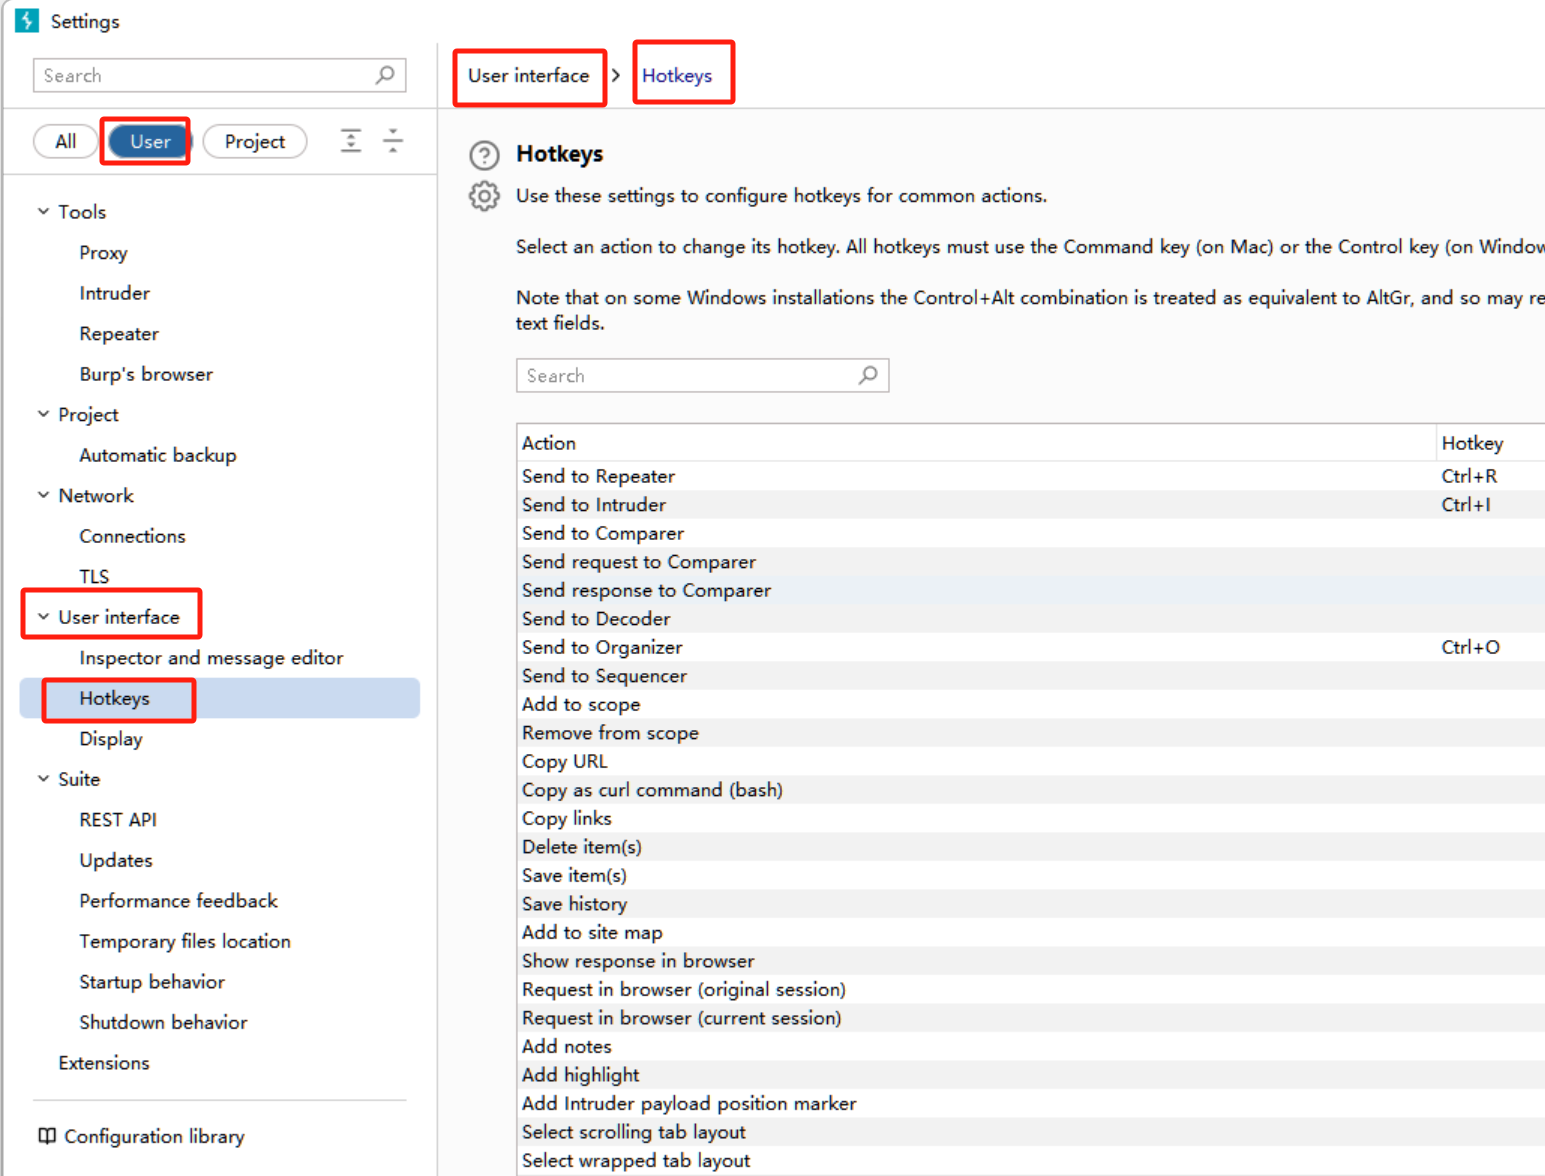 Settings
Search
All
User
Project
Tools
Proxy
Intruder
Repeater
Burp's browser
Project
Automatic backup
Network
Connections
TLS
User interface
Inspector and message editor
Hotkeys
Display
Suite
REST API
Updates
Performance feedback
Temporary files location
Startup behavior
Shutdown behavior
Extensions
Configuration library
User interface > Hotkeys
Hotkeys
Use these settings to configure hotkeys for common actions.
Select an action to change its hotkey. All hotkeys must use the Command key (on Mac) or the Control key (on
Note that on some Windows installations the Control+Alt combination is treated as equivalent to AltGr, and so may
text fields.
Search
Action Hotkey
Send to Repeater Ctrl+R
Send to Intruder Ctrl+I
Send to Comparer
Send request to Comparer
Send response to Comparer
Send to Decoder
Send to Organizer Ctrl+O
Send to Sequencer
Add to scope
Remove from scope
Copy URL
Copy as curl command (bash)
Copy links
Delete item(s)
Save item(s)
Save history
Add to site map
Show response in browser
Request in browser (original session)
Request in browser (current session)
Add notes
Add highlight
Add Intruder payload position marker
Select scrolling tab layout
Select wrapped tab layout